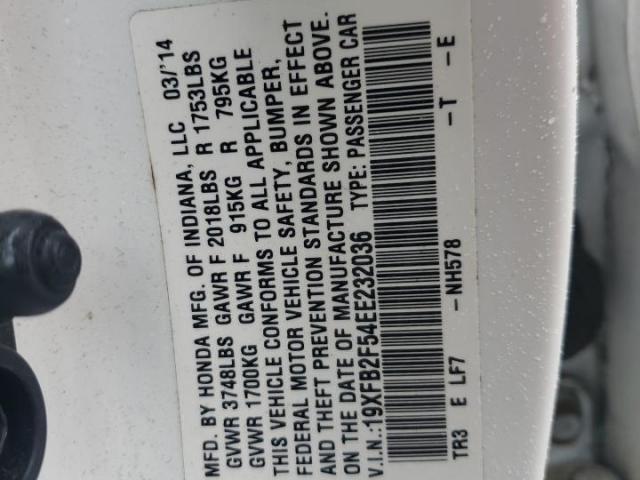 MFD. BY HONDA MFG. OF INDIANA, LLC 03/'14
GVWR 3748LBS GAWR F 2018LBS R 1753LBS
GVWR 1700KG GAWR F 915KG R 795KG
THIS VEHICLE CONFORMS TO ALL APPLICABLE
FEDERAL MOTOR VEHICLE SAFETY, BUMPER,
AND THEFT PREVENTION STANDARDS IN EFFECT
ON THE DATE OF MANUFACTURE SHOWN ABOVE.
V.I.N.:19XFB2F54EE232036 TYPE: PASSENGER CAR
TR3 E LF7 -NH578 -T -E